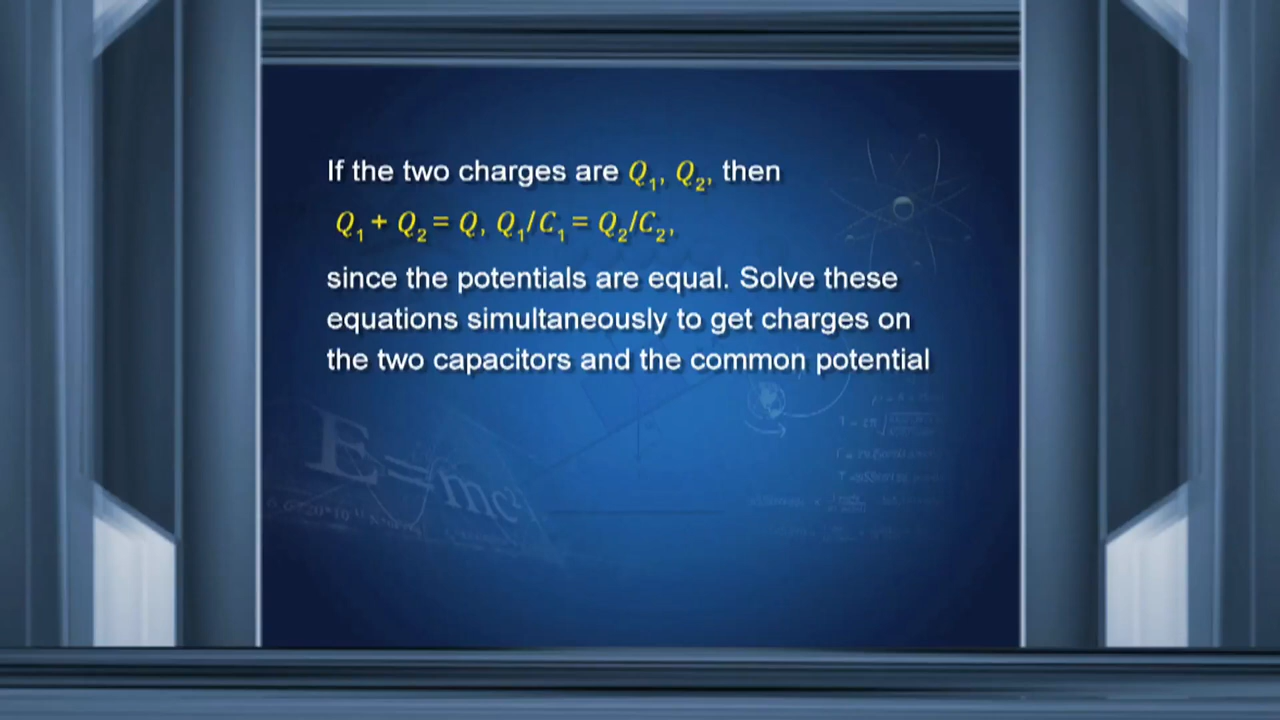 If the two charges are Q₁, Q₂, then
Q₁ + Q₂ = Q, Q₁/C₁ = Q₂/C₂,
since the potentials are equal. Solve these
equations simultaneously to get charges on
the two capacitors and the common potential
E=mc²